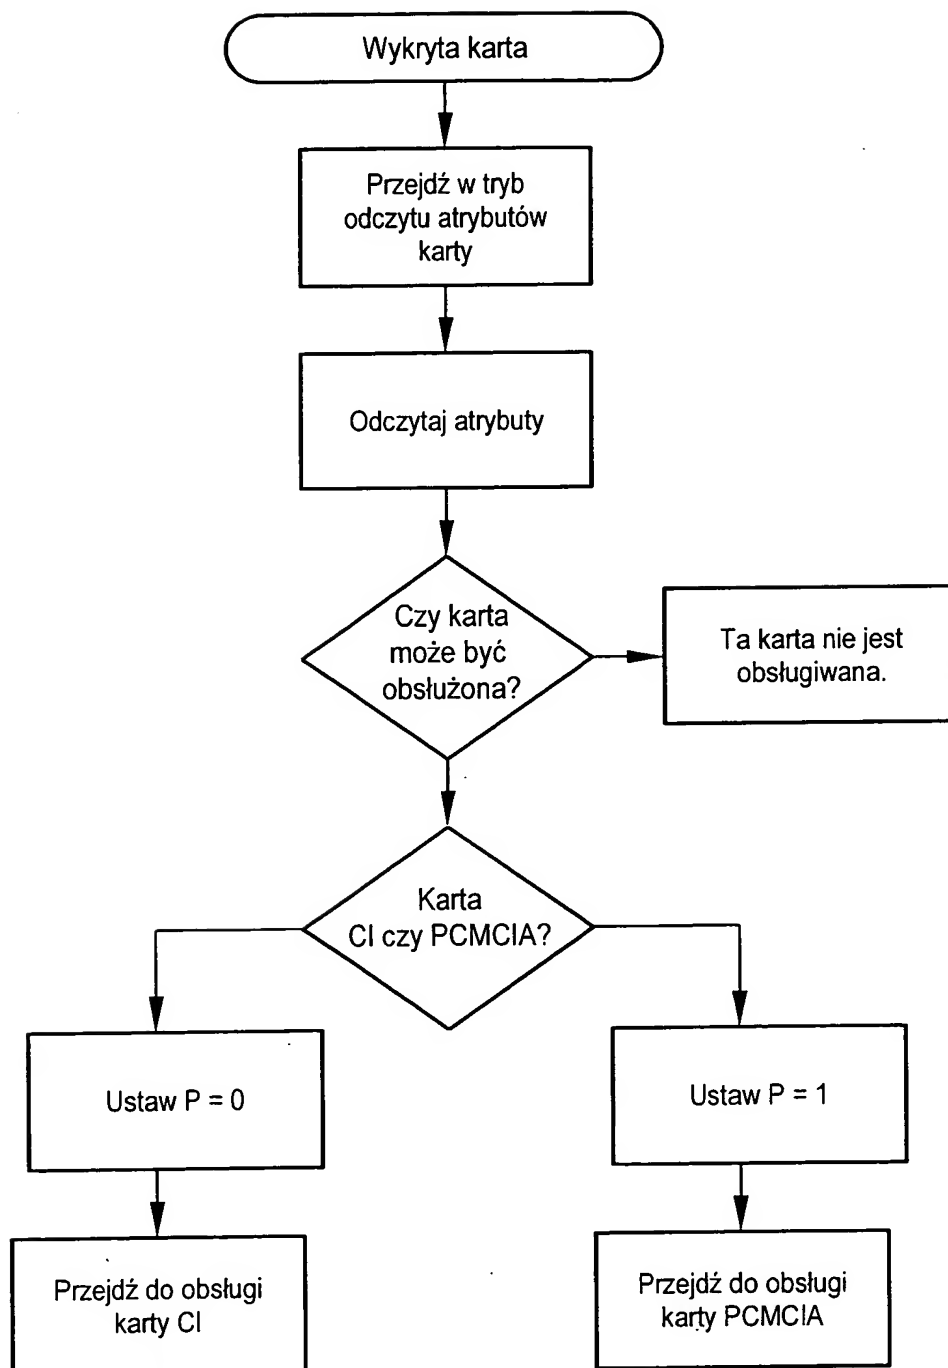 Wykryta karta
Przejdź w tryb
odczytu atrybutów
karty
Odczytaj atrybuty
Czy karta
może być
obsłużona?
Ta karta nie jest
obsługiwana.
Karta
CI czy PCMCIA?
Ustaw P = 0
Ustaw P = 1
Przejdź do obsługi
karty CI
Przejdź do obsługi
karty PCMCIA